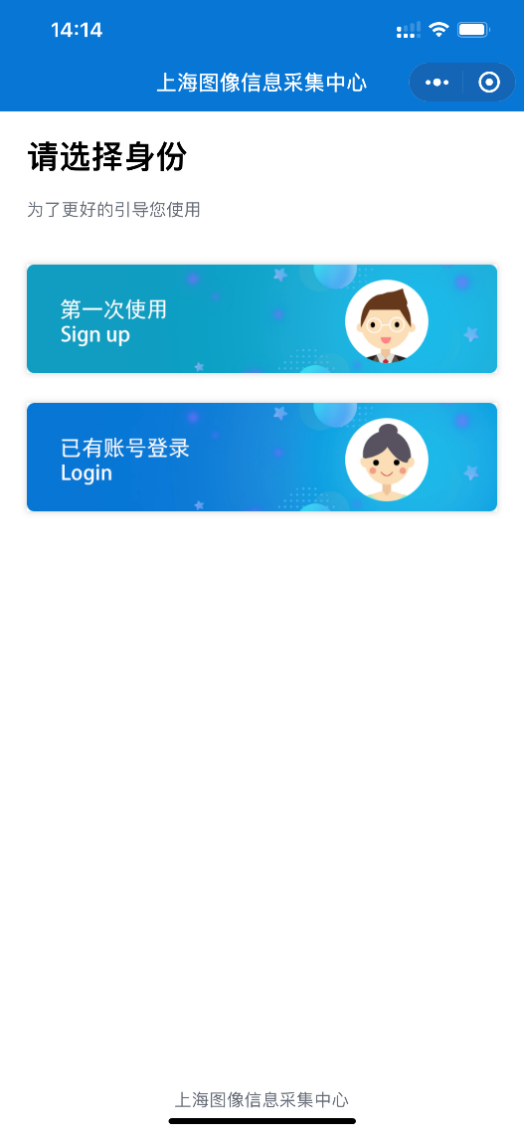 14:14
上海图像信息采集中心
请选择身份
为了更好的引导您使用
第一次使用
Sign up
已有账号登录
Login
上海图像信息采集中心